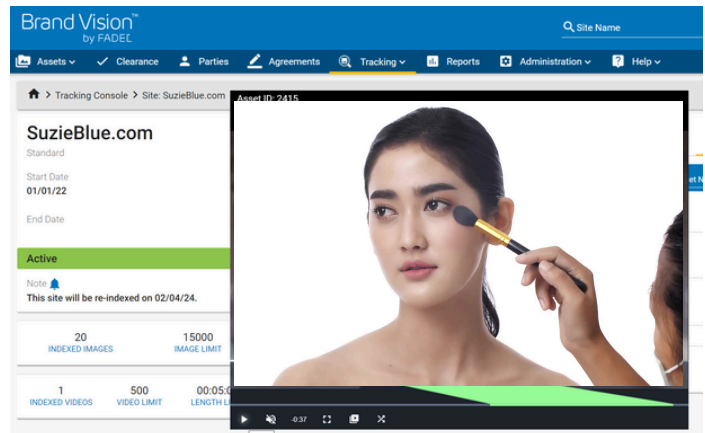 Brand Vision™
by FADEL
Site Name
Assets Clearance Parties Agreements Tracking Reports Administration Help
> Tracking Console > Site: SuzieBlue.com
Asset ID: 2415
SuzieBlue.com
Standard
Start Date
01/01/22
End Date
Active
Note
This site will be re-indexed on 02/04/24.
20 15000
INDEXED IMAGES IMAGE LIMIT
1 500 00:05:0
INDEXED VIDEOS VIDEO LIMIT LENGTH LI
-0:37